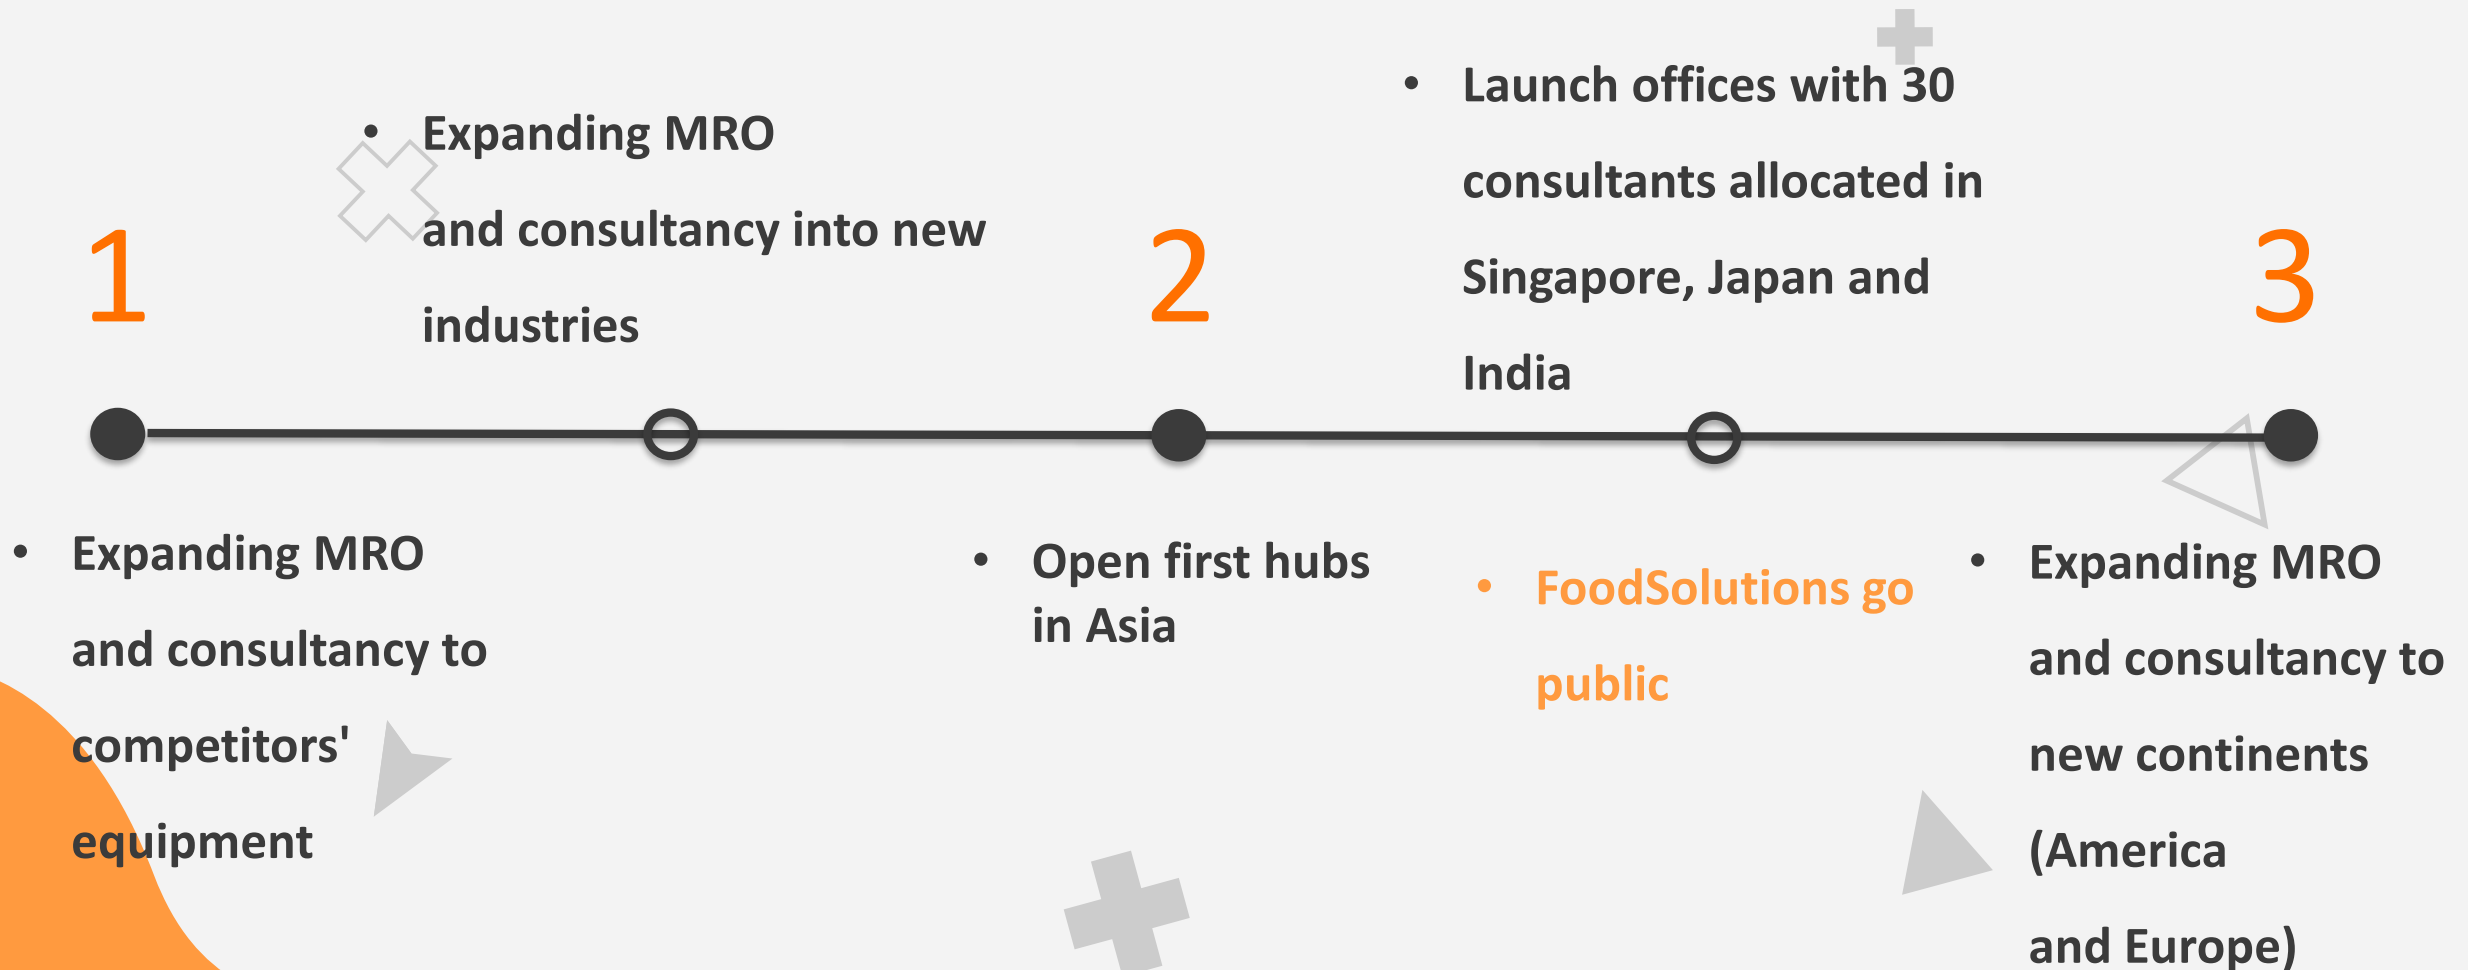 1
• Expanding MRO
and consultancy to
competitors'
equipment
• Expanding MRO
and consultancy into new
industries
2
• Open first hubs
in Asia
• Launch offices with 30
consultants allocated in
Singapore, Japan and
India
• FoodSolutions go
public
3
• Expanding MRO
and consultancy to
new continents
(America
and Europe)